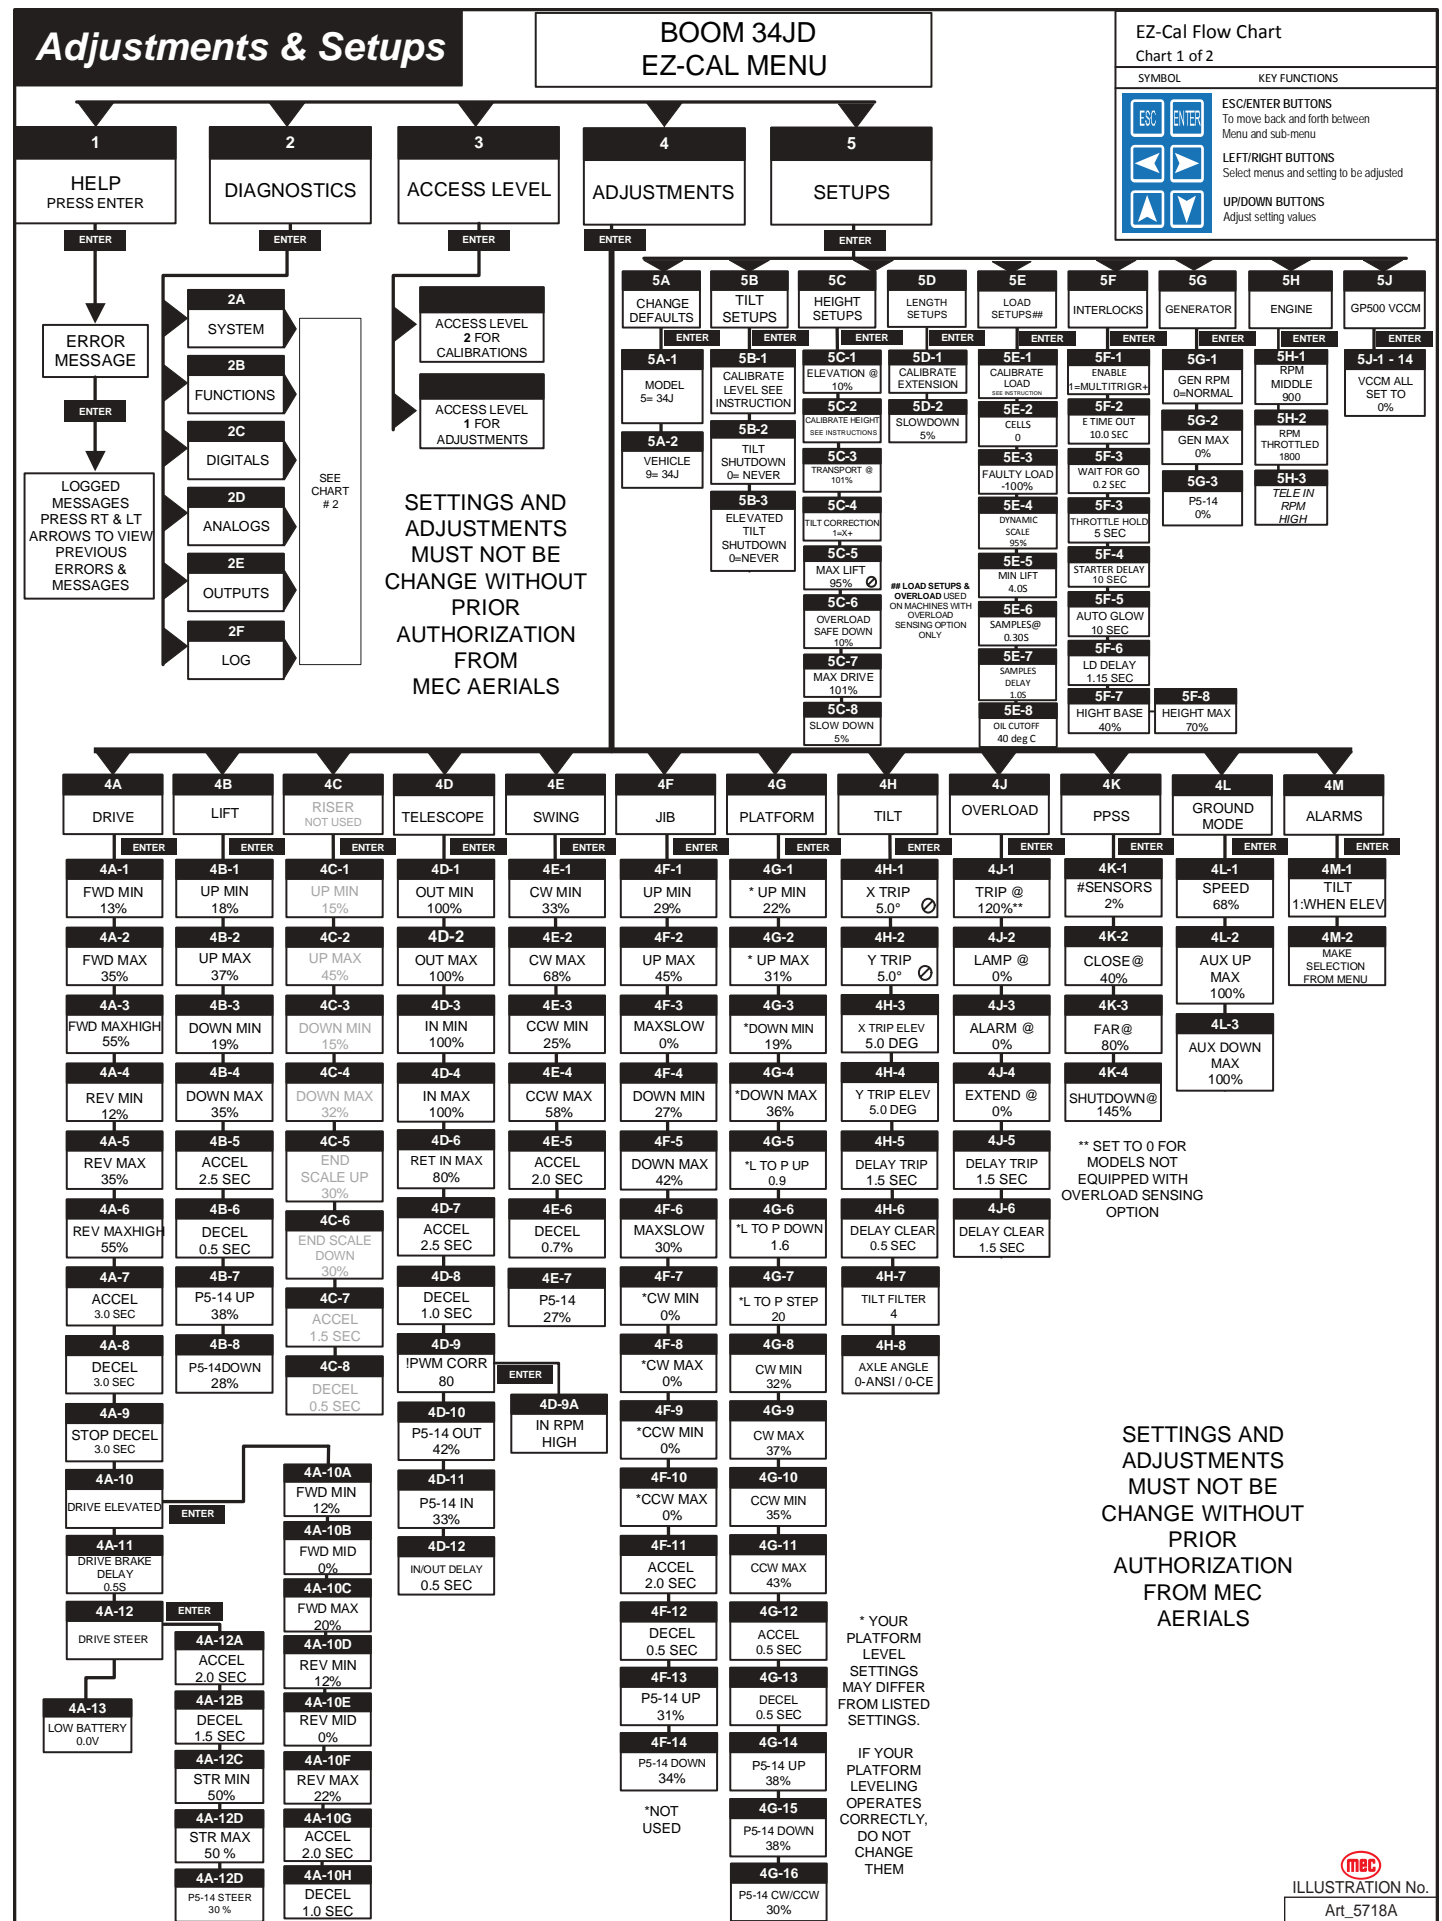 Adjustments & Setups
BOOM 34JD
EZ-CAL MENU
EZ-Cal Flow Chart
Chart 1 of 2
SYMBOL KEY FUNCTIONS
ESC ENTER
ESC/ENTER BUTTONS
To move back and forth between
Menu and sub-menu
LEFT/RIGHT BUTTONS
Select menus and setting to be adjusted
UP/DOWN BUTTONS
Adjust setting values
1
HELP
PRESS ENTER
ENTER
ERROR
MESSAGE
ENTER
LOGGED
MESSAGES
PRESS RT & LT
ARROWS TO VIEW
PREVIOUS
ERRORS &
MESSAGES
2
DIAGNOSTICS
ENTER
2A
SYSTEM
2B
FUNCTIONS
2C
DIGITALS
2D
ANALOGS
2E
OUTPUTS
2F
LOG
SEE
CHART
# 2
3
ACCESS LEVEL
ENTER
ACCESS LEVEL
2 FOR
CALIBRATIONS
ACCESS LEVEL
1 FOR
ADJUSTMENTS
SETTINGS AND
ADJUSTMENTS
MUST NOT BE
CHANGE WITHOUT
PRIOR
AUTHORIZATION
FROM
MEC AERIALS
4
ADJUSTMENTS
ENTER
5
SETUPS
ENTER
5A
CHANGE
DEFAULTS
ENTER
5A-1
MODEL
5= 34J
5A-2
VEHICLE
9= 34J
5B
TILT
SETUPS
ENTER
5B-1
CALIBRATE
LEVEL SEE
INSTRUCTION
5B-2
TILT
SHUTDOWN
0= NEVER
5B-3
ELEVATED
TILT
SHUTDOWN
0=NEVER
5C
HEIGHT
SETUPS
ENTER
5C-1
ELEVATION @
10%
5C-2
CALIBRATE HEIGHT
SEE INSTRUCTIONS
5C-3
TRANSPORT @
101%
5C-4
TILT CORRECTION
1=X+
5C-5
MAX LIFT
95%
5C-6
OVERLOAD
SAFE DOWN
10%
5C-7
MAX DRIVE
101%
5C-8
SLOW DOWN
5%
5D
LENGTH
SETUPS
ENTER
5D-1
CALIBRATE
EXTENSION
5D-2
SLOWDOWN
5%
## LOAD SETUPS &
OVERLOAD USED
ON MACHINES WITH
OVERLOAD
SENSING OPTION
ONLY
5E
LOAD
SETUPS##
ENTER
5E-1
CALIBRATE
LOAD
SEE INSTRUCTION
5E-2
CELLS
0
5E-3
FAULTY LOAD
-100%
5E-4
DYNAMIC
SCALE
95%
5E-5
MIN LIFT
4.0S
5E-6
SAMPLES@
0.30S
5E-7
SAMPLES
DELAY
1.0S
5E-8
OIL CUTOFF
40 deg C
5F
INTERLOCKS
ENTER
5F-1
ENABLE
1=MULTITRIGR+
5F-2
E TIME OUT
10.0 SEC
5F-3
WAIT FOR GO
0.2 SEC
5F-3
THROTTLE HOLD
5 SEC
5F-4
STARTER DELAY
10 SEC
5F-5
AUTO GLOW
10 SEC
5F-6
LD DELAY
1.15 SEC
5F-7
HIGHT BASE
40%
5F-8
HEIGHT MAX
70%
5G
GENERATOR
ENTER
5G-1
GEN RPM
0=NORMAL
5G-2
GEN MAX
0%
5G-3
P5-14
0%
5H
ENGINE
ENTER
5H-1
RPM
MIDDLE
900
5H-2
RPM
THROTTLED
1800
5H-3
TELE IN
RPM
HIGH
5J
GP500 VCCM
ENTER
5J-1 - 14
VCCM ALL
SET TO
0%
4A
DRIVE
ENTER
4A-1
FWD MIN
13%
4A-2
FWD MAX
35%
4A-3
FWD MAXHIGH
55%
4A-4
REV MIN
12%
4A-5
REV MAX
35%
4A-6
REV MAXHIGH
55%
4A-7
ACCEL
3.0 SEC
4A-8
DECEL
3.0 SEC
4A-9
STOP DECEL
3.0 SEC
4A-10
DRIVE ELEVATED
ENTER
4A-11
DRIVE BRAKE
DELAY
0.5S
4A-12
DRIVE STEER
ENTER
4A-13
LOW BATTERY
0.0V
4A-12A
ACCEL
2.0 SEC
4A-12B
DECEL
1.5 SEC
4A-12C
STR MIN
50%
4A-12D
STR MAX
50 %
4A-12D
P5-14 STEER
30 %
4A-10A
FWD MIN
12%
4A-10B
FWD MID
0%
4A-10C
FWD MAX
20%
4A-10D
REV MIN
12%
4A-10E
REV MID
0%
4A-10F
REV MAX
22%
4A-10G
ACCEL
2.0 SEC
4A-10H
DECEL
1.0 SEC
4B
LIFT
ENTER
4B-1
UP MIN
18%
4B-2
UP MAX
37%
4B-3
DOWN MIN
19%
4B-4
DOWN MAX
35%
4B-5
ACCEL
2.5 SEC
4B-6
DECEL
0.5 SEC
4B-7
P5-14 UP
38%
4B-8
P5-14DOWN
28%
4C
RISER
NOT USED
ENTER
4C-1
UP MIN
15%
4C-2
UP MAX
45%
4C-3
DOWN MIN
15%
4C-4
DOWN MAX
32%
4C-5
END
SCALE UP
30%
4C-6
END SCALE
DOWN
30%
4C-7
ACCEL
1.5 SEC
4C-8
DECEL
0.5 SEC
4D
TELESCOPE
ENTER
4D-1
OUT MIN
100%
4D-2
OUT MAX
100%
4D-3
IN MIN
100%
4D-4
IN MAX
100%
4D-6
RET IN MAX
80%
4D-7
ACCEL
2.5 SEC
4D-8
DECEL
1.0 SEC
4D-9
!PWM CORR
80
ENTER
4D-9A
IN RPM
HIGH
4D-10
P5-14 OUT
42%
4D-11
P5-14 IN
33%
4D-12
IN/OUT DELAY
0.5 SEC
4E
SWING
ENTER
4E-1
CW MIN
33%
4E-2
CW MAX
68%
4E-3
CCW MIN
25%
4E-4
CCW MAX
58%
4E-5
ACCEL
2.0 SEC
4E-6
DECEL
0.7%
4E-7
P5-14
27%
4F
JIB
ENTER
4F-1
UP MIN
29%
4F-2
UP MAX
45%
4F-3
MAXSLOW
0%
4F-4
DOWN MIN
27%
4F-5
DOWN MAX
42%
4F-6
MAXSLOW
30%
4F-7
*CW MIN
0%
4F-8
*CW MAX
0%
4F-9
*CCW MIN
0%
4F-10
*CCW MAX
0%
4F-11
ACCEL
2.0 SEC
4F-12
DECEL
0.5 SEC
4F-13
P5-14 UP
31%
4F-14
P5-14 DOWN
34%
*NOT
USED
4G
PLATFORM
ENTER
4G-1
* UP MIN
22%
4G-2
* UP MAX
31%
4G-3
*DOWN MIN
19%
4G-4
*DOWN MAX
36%
4G-5
*L TO P UP
0.9
4G-6
*L TO P DOWN
1.6
4G-7
*L TO P STEP
20
4G-8
CW MIN
32%
4G-9
CW MAX
37%
4G-10
CCW MIN
35%
4G-11
CCW MAX
43%
4G-12
ACCEL
0.5 SEC
4G-13
DECEL
0.5 SEC
4G-14
P5-14 UP
38%
4G-15
P5-14 DOWN
38%
4G-16
P5-14 CW/CCW
30%
4H
TILT
ENTER
4H-1
X TRIP
5.0°
4H-2
Y TRIP
5.0°
4H-3
X TRIP ELEV
5.0 DEG
4H-4
Y TRIP ELEV
5.0 DEG
4H-5
DELAY TRIP
1.5 SEC
4H-6
DELAY CLEAR
0.5 SEC
4H-7
TILT FILTER
4
4H-8
AXLE ANGLE
0-ANSI / 0-CE
* YOUR
PLATFORM
LEVEL
SETTINGS
MAY DIFFER
FROM LISTED
SETTINGS.
IF YOUR
PLATFORM
LEVELING
OPERATES
CORRECTLY,
DO NOT
CHANGE
THEM
4J
OVERLOAD
ENTER
4J-1
TRIP @
120%**
4J-2
LAMP @
0%
4J-3
ALARM @
0%
4J-4
EXTEND @
0%
4J-5
DELAY TRIP
1.5 SEC
4J-6
DELAY CLEAR
1.5 SEC
4K
PPSS
ENTER
4K-1
#SENSORS
2%
4K-2
CLOSE@
40%
4K-3
FAR@
80%
4K-4
SHUTDOWN@
145%
** SET TO 0 FOR
MODELS NOT
EQUIPPED WITH
OVERLOAD SENSING
OPTION
4L
GROUND
MODE
ENTER
4L-1
SPEED
68%
4L-2
AUX UP
MAX
100%
4L-3
AUX DOWN
MAX
100%
4M
ALARMS
ENTER
4M-1
TILT
1:WHEN ELEV
4M-2
MAKE
SELECTION
FROM MENU
SETTINGS AND
ADJUSTMENTS
MUST NOT BE
CHANGE WITHOUT
PRIOR
AUTHORIZATION
FROM MEC
AERIALS
mec
ILLUSTRATION No.
Art_5718A